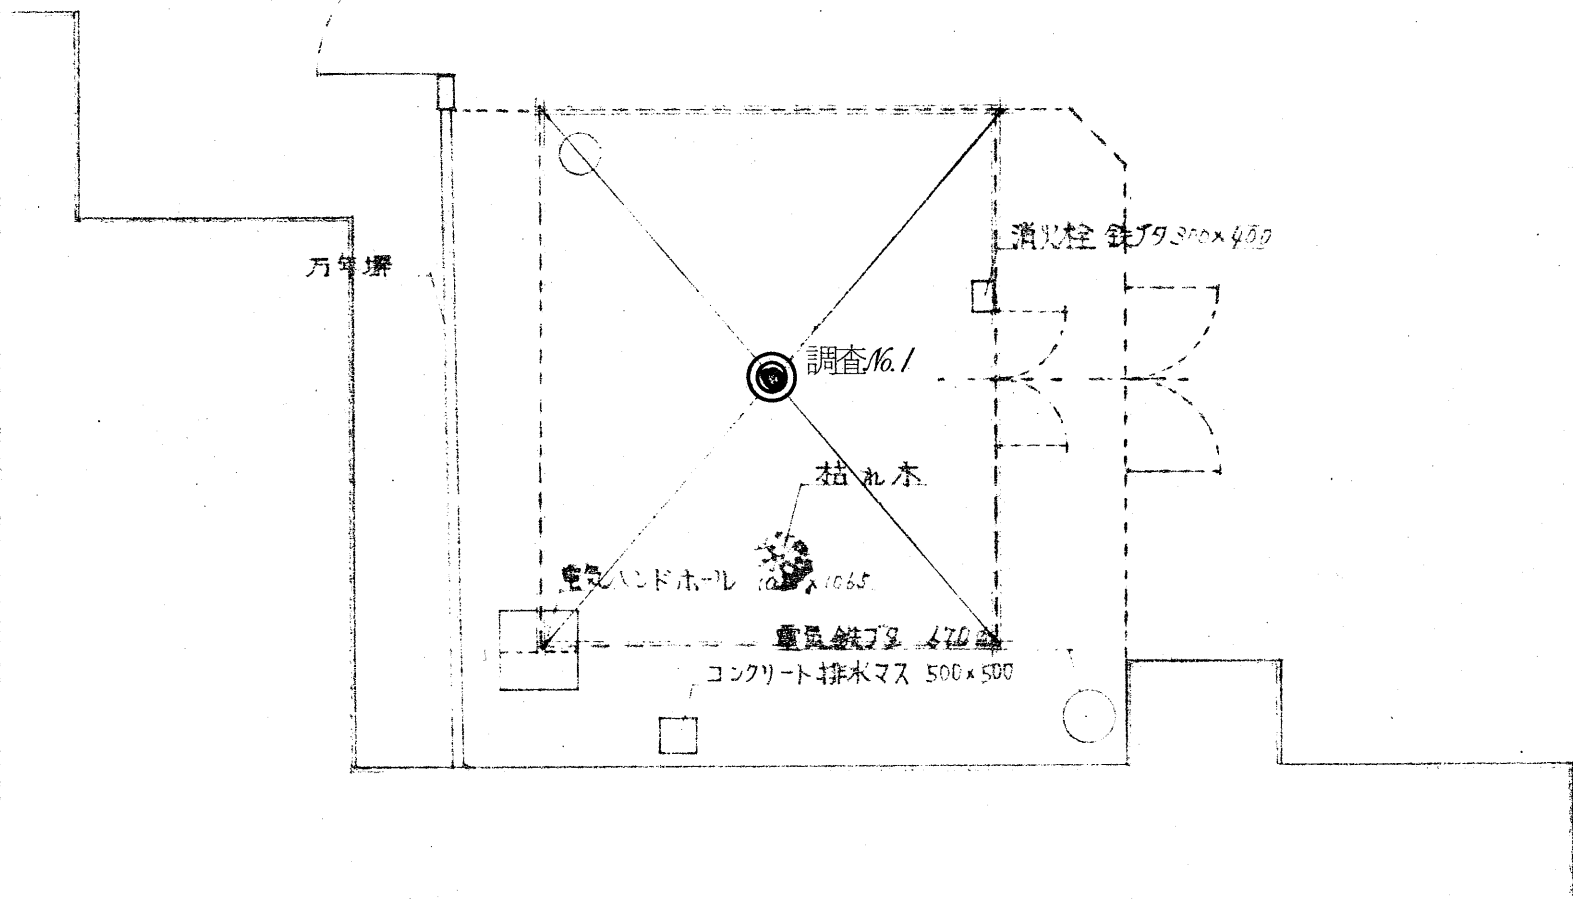 消火栓 鉄ブタ 300×400
万年塀
調査No.1
枯れ木
電気ハンドホール ×1065
電気鉄ブタ 670
コンクリート排水マス 500×500